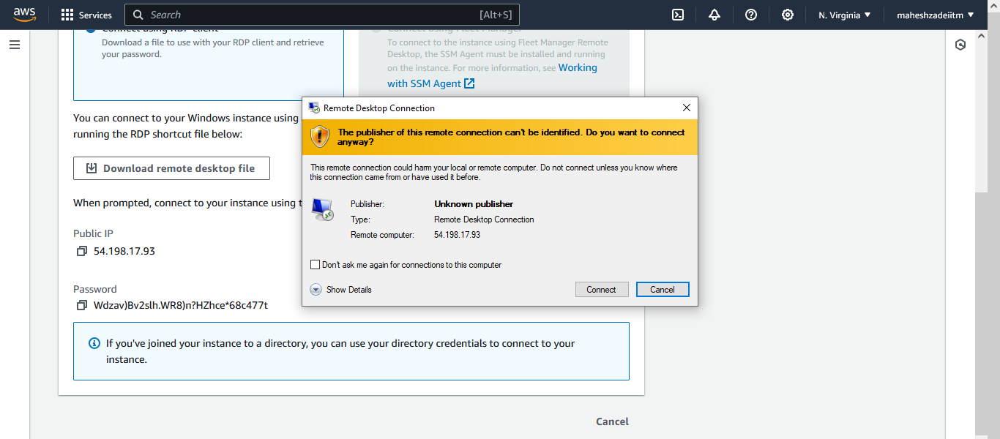 aws
Services
Search
[Alt+S]
N. Virginia
maheshzadeiitm
Connect using RDP client
Download a file to use with your RDP client and retrieve
your password.
Connect using Fleet Manager
To connect to the instance using Fleet Manager Remote
Desktop, the SSM Agent must be installed and running
on the instance. For more information, see Working
with SSM Agent
You can connect to your Windows instance using
running the RDP shortcut file below:
Download remote desktop file
When prompted, connect to your instance using t
Public IP
54.198.17.93
Password
Wdzav)Bv2slh.WR8)n?HZhce*68c477t
If you've joined your instance to a directory, you can use your directory credentials to connect to your
instance.
Cancel
Remote Desktop Connection
The publisher of this remote connection can't be identified. Do you want to connect
anyway?
This remote connection could harm your local or remote computer. Do not connect unless you know where
this connection came from or have used it before.
Publisher:
Unknown publisher
Type:
Remote Desktop Connection
Remote computer:
54.198.17.93
Don't ask me again for connections to this computer
Show Details
Connect
Cancel